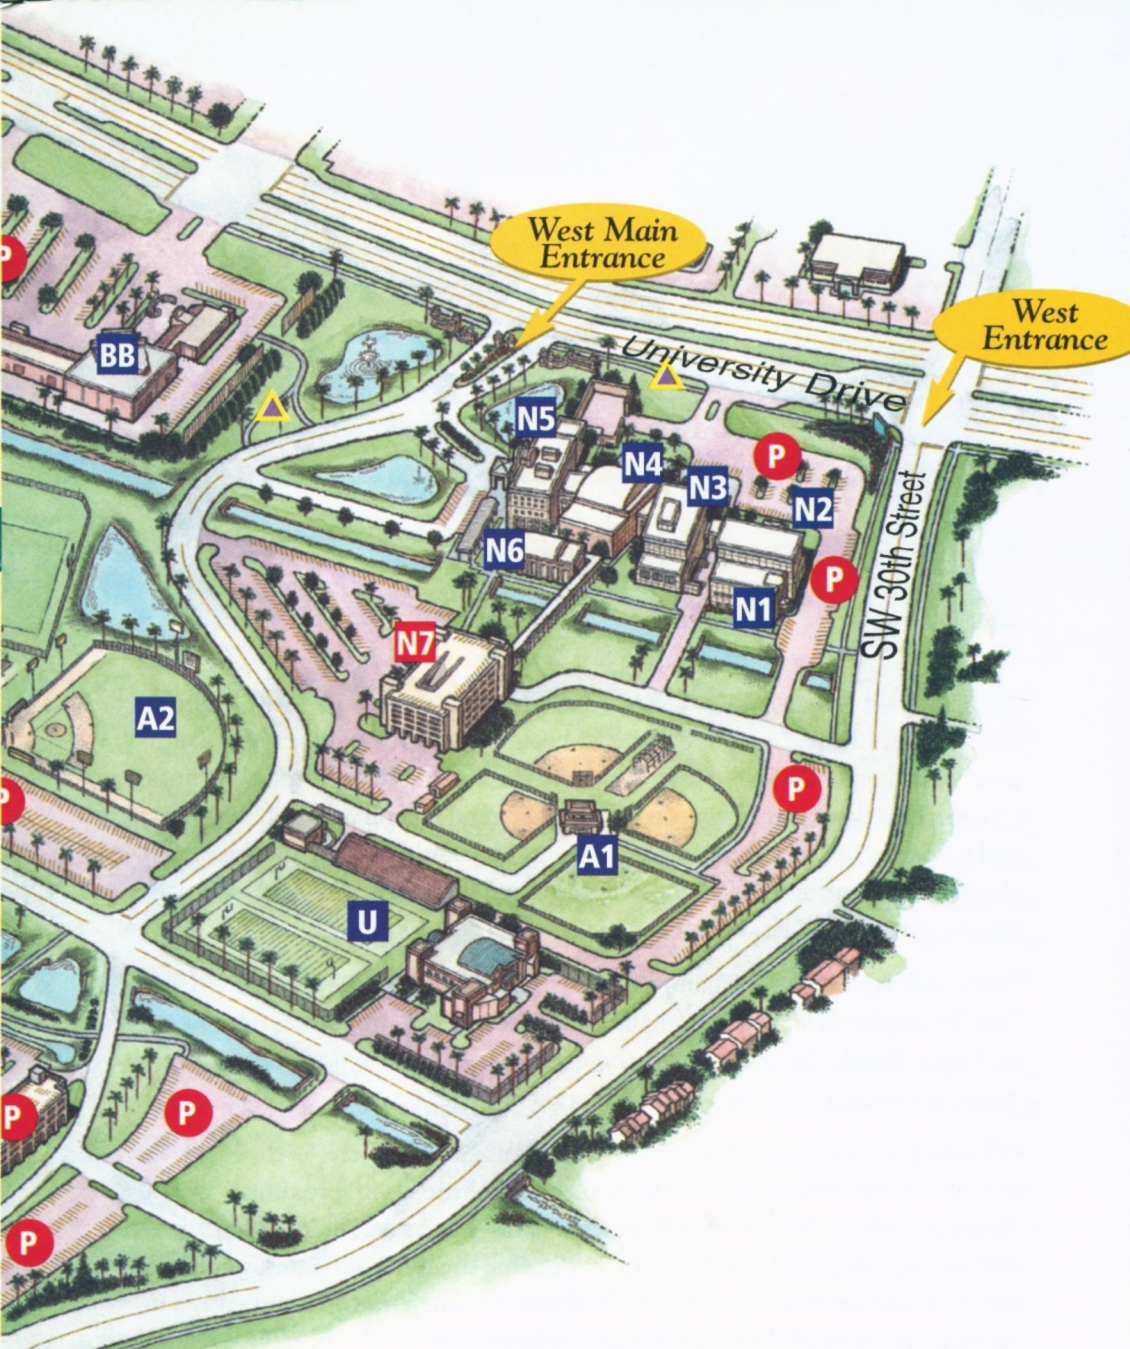 West Main
Entrance
P
West
Entrance
University Drive
BB
N5
N4
P
N3
N2
SW 30th Street
N6
P
N1
N7
A2
P
P
A1
U
P
P
P